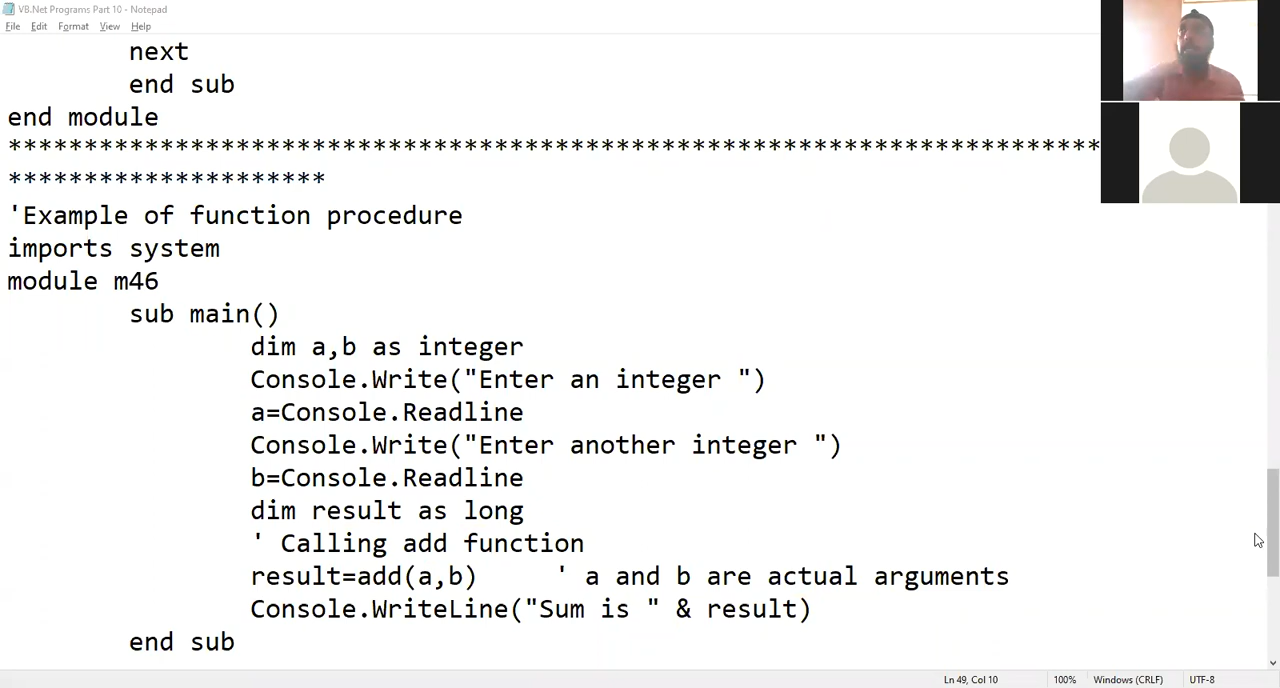 VB.Net Programs Part 10 - Notepad
File Edit Format View Help
next
end sub
end module
************************************************************************
*********************
'Example of function procedure
imports system
module m46
sub main()
dim a,b as integer
Console.Write("Enter an integer ")
a=Console.Readline
Console.Write("Enter another integer ")
b=Console.Readline
dim result as long
' Calling add function
result=add(a,b) ' a and b are actual arguments
Console.WriteLine("Sum is " & result)
end sub
Ln 49, Col 10 100% Windows (CRLF) UTF-8